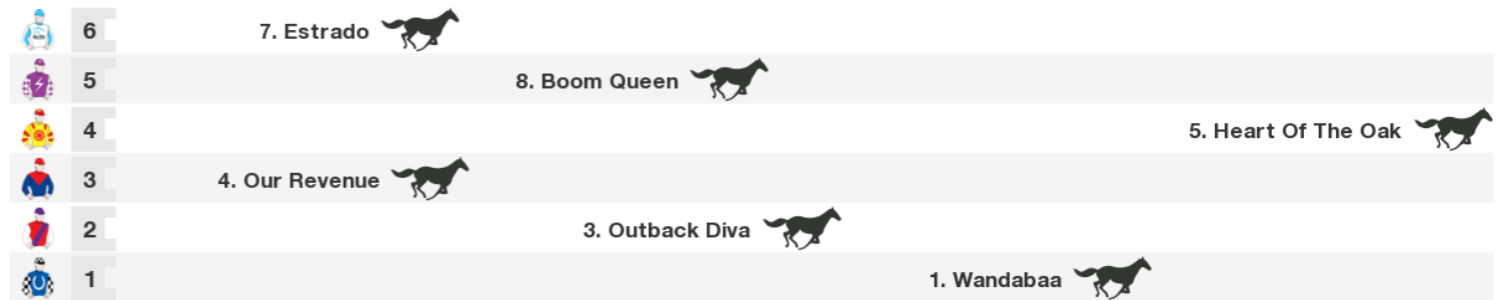 6 7. Estrado
5 8. Boom Queen
4 5. Heart Of The Oak
3 4. Our Revenue
2 3. Outback Diva
1 1. Wandabaa